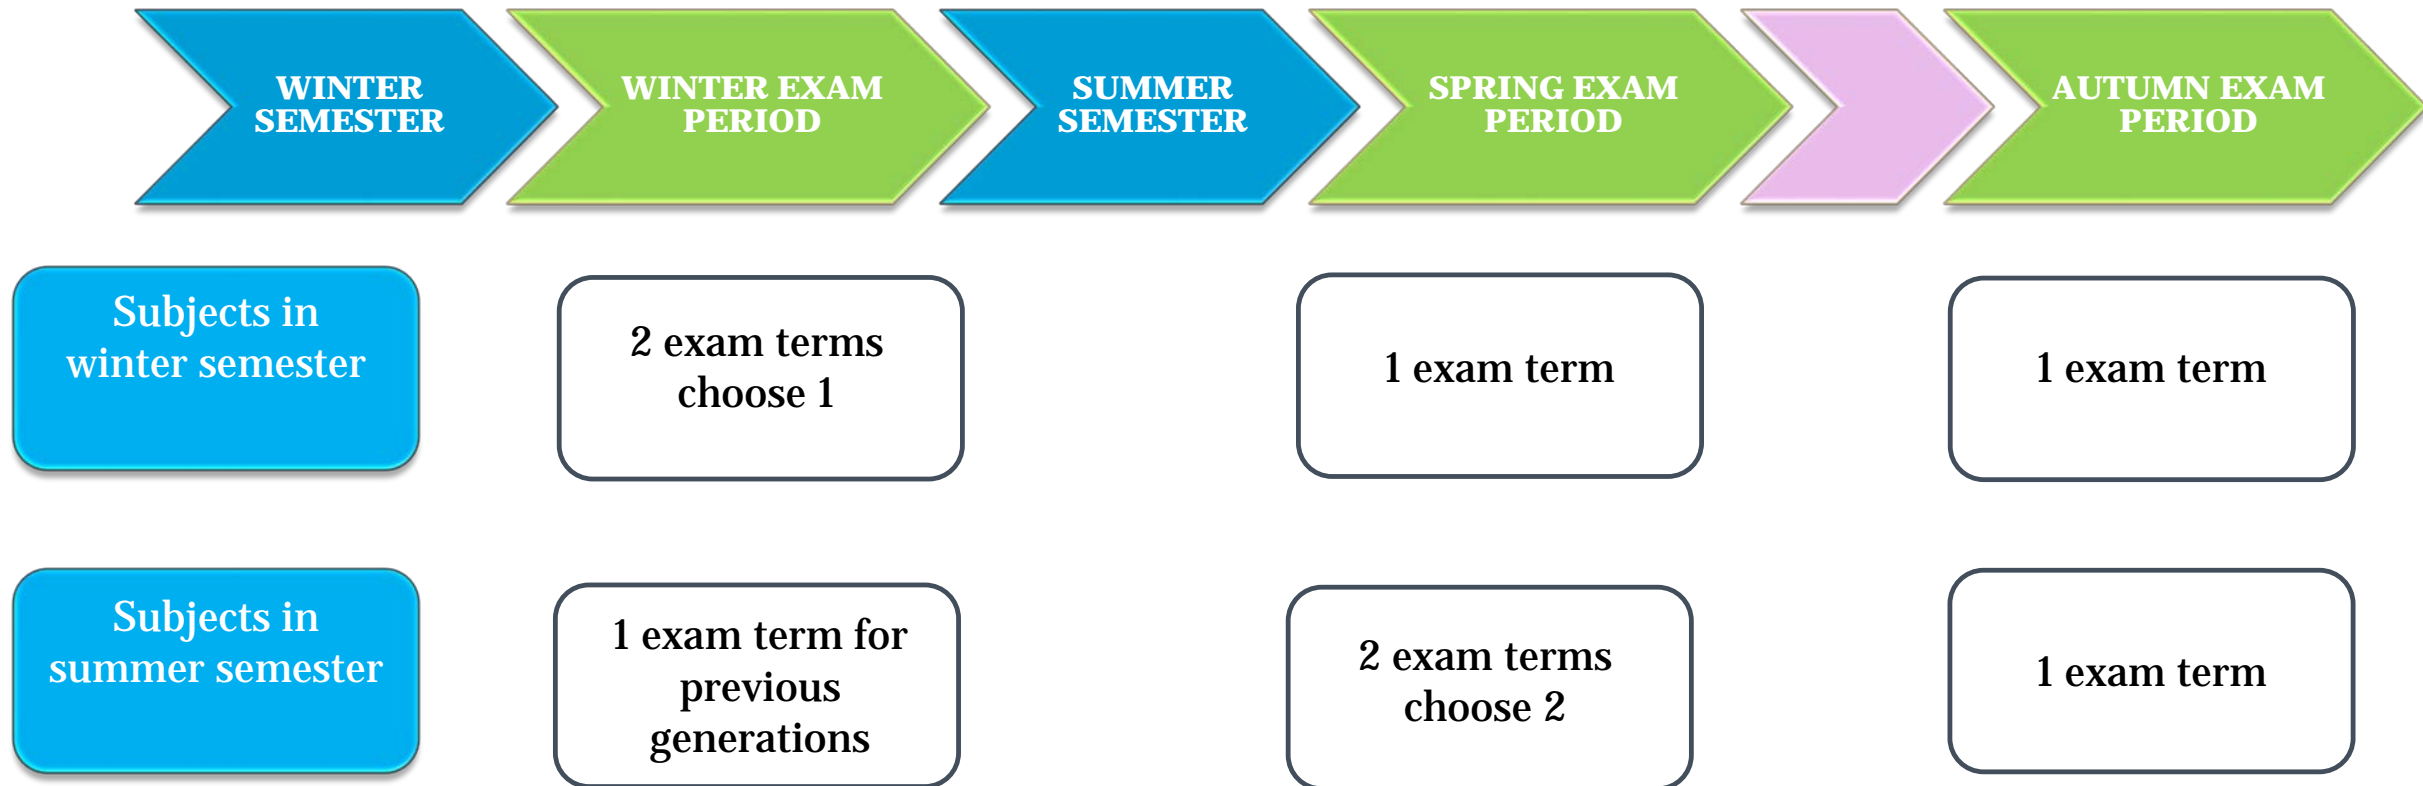 WINTER
SEMESTER
WINTER EXAM
PERIOD
SUMMER
SEMESTER
SPRING EXAM
PERIOD
AUTUMN EXAM
PERIOD
Subjects in
winter semester
2 exam terms
choose 1
1 exam term
1 exam term
Subjects in
summer semester
1 exam term for
previous
generations
2 exam terms
choose 2
1 exam term